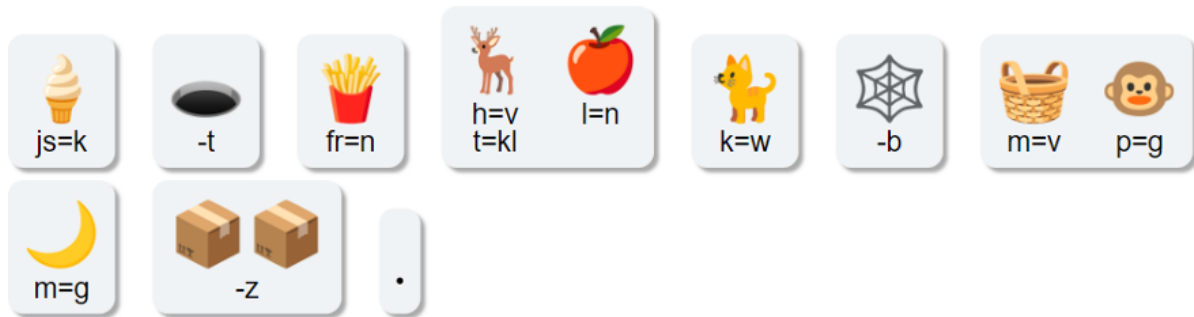 js=k -t fr=n h=v t=kl l=n k=w -b m=v p=g
m=g -z .